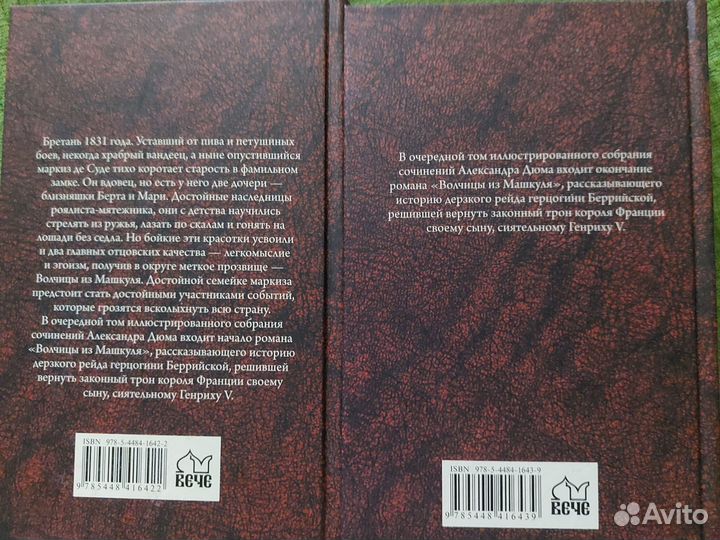 Бретань 1831 года. Уставший от пива и петушиных
боев, некогда храбрый вандеец, а ныне опустившийся
маркиз де Суде тихо коротает старость в фамильном
замке. Он вдовец, но есть у него две дочери —
близняшки Берта и Мари. Достойные наследницы
роялиста-мятежника, они с детства научились
стрелять из ружья, лазать по скалам и гонять на
лошади без седла. Но бойкие эти красотки усвоили
и два главных отцовских качества — легкомыслие
и эгоизм, получив в округе меткое прозвище —
Волчицы из Машкуля. Достойной семейке маркиза
предстоит стать достойными участниками событий,
которые грозятся всколыхнуть всю страну.
В очередной том иллюстрированного собрания
сочинений Александра Дюма входит начало романа
«Волчицы из Машкуля», рассказывающего историю
дерзкого рейда герцогини Беррийской, решившей
вернуть законный трон короля Франции своему
сыну, сиятельному Генриху V.
ISBN 978-5-4484-1642-2
9 785448 416422
ВЕЧЕ
В очередной том иллюстрированного собрания
сочинений Александра Дюма входит окончание
романа «Волчицы из Машкуля», рассказывающего
историю дерзкого рейда герцогини Беррийской,
решившей вернуть законный трон короля Франции
своему сыну, сиятельному Генриху V.
ISBN 978-5-4484-1643-9
9 785448 416439
ВЕЧЕ
Avito